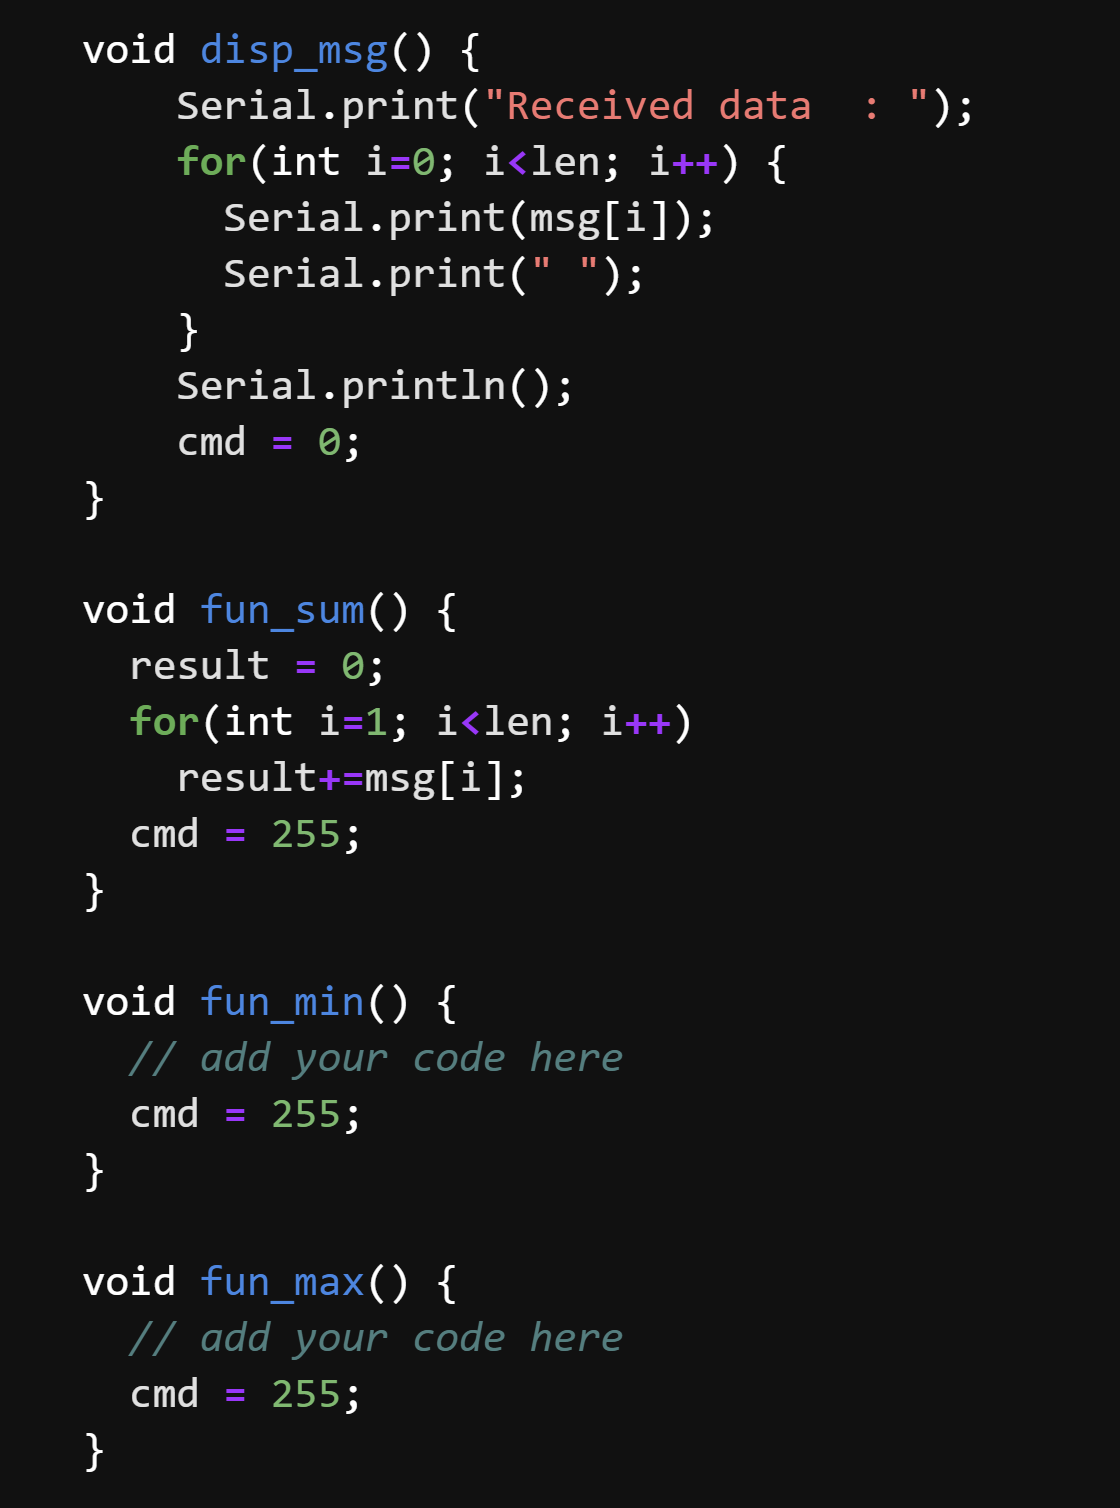 void disp_msg() {
    Serial.print("Received data  : ");
    for(int i=0; i<len; i++) {
      Serial.print(msg[i]);
      Serial.print(" ");
    }
    Serial.println();
    cmd = 0;
}

void fun_sum() {
  result = 0;
  for(int i=1; i<len; i++)
    result+=msg[i];
  cmd = 255;
}

void fun_min() {
  // add your code here
  cmd = 255;
}

void fun_max() {
  // add your code here
  cmd = 255;
}